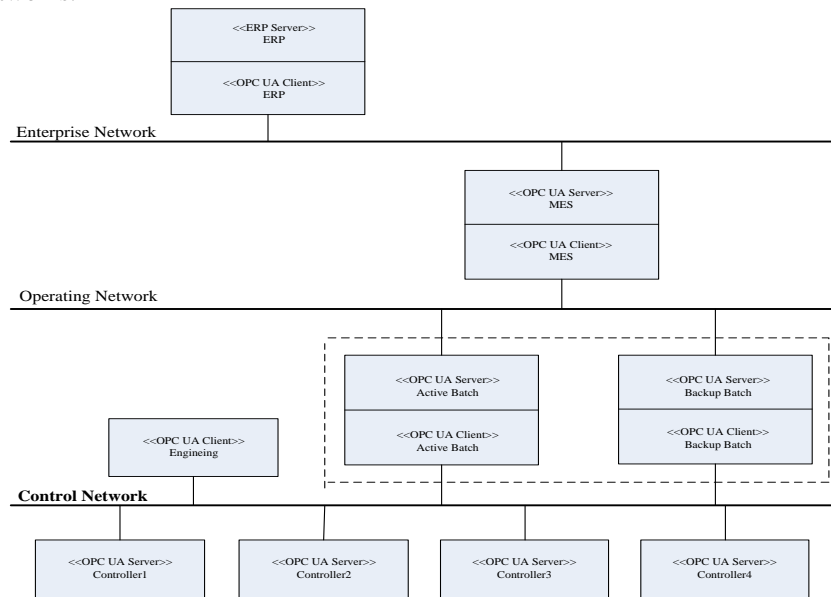 <<ERP Server>>
ERP
<<OPC UA Client>>
ERP
Enterprise Network
<<OPC UA Server>>
MES
<<OPC UA Client>>
MES
Operating Network
<<OPC UA Server>>
Active Batch
<<OPC UA Client>>
Active Batch
<<OPC UA Server>>
Backup Batch
<<OPC UA Client>>
Backup Batch
<<OPC UA Client>>
Engineing
Control Network
<<OPC UA Server>>
Controller1
<<OPC UA Server>>
Controller2
<<OPC UA Server>>
Controller3
<<OPC UA Server>>
Controller4